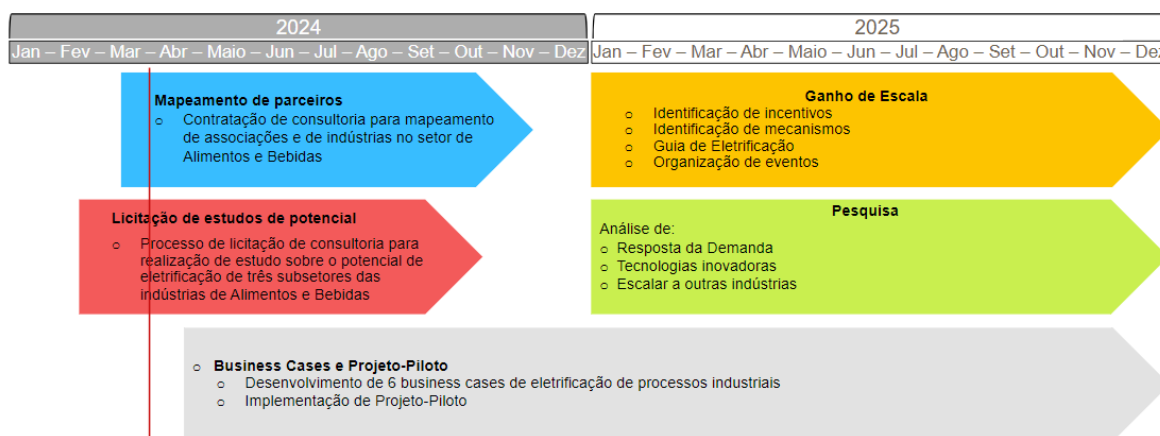 2024
2025
Jan – Fev – Mar – Abr – Maio – Jun – Jul – Ago – Set – Out – Nov – Dez
Jan – Fev – Mar – Abr – Maio – Jun – Jul – Ago – Set – Out – Nov – Dez
Mapeamento de parceiros
o Contratação de consultoria para mapeamento
de associações e de indústrias no setor de
Alimentos e Bebidas
Ganho de Escala
o Identificação de incentivos
o Identificação de mecanismos
o Guia de Eletrificação
o Organização de eventos
Licitação de estudos de potencial
o Processo de licitação de consultoria para
realização de estudo sobre o potencial de
eletrificação de três subsetores das
indústrias de Alimentos e Bebidas
Pesquisa
Análise de:
o Resposta da Demanda
o Tecnologias inovadoras
o Escalar a outras indústrias
o Business Cases e Projeto-Piloto
o Desenvolvimento de 6 business cases de eletrificação de processos industriais
o Implementação de Projeto-Piloto